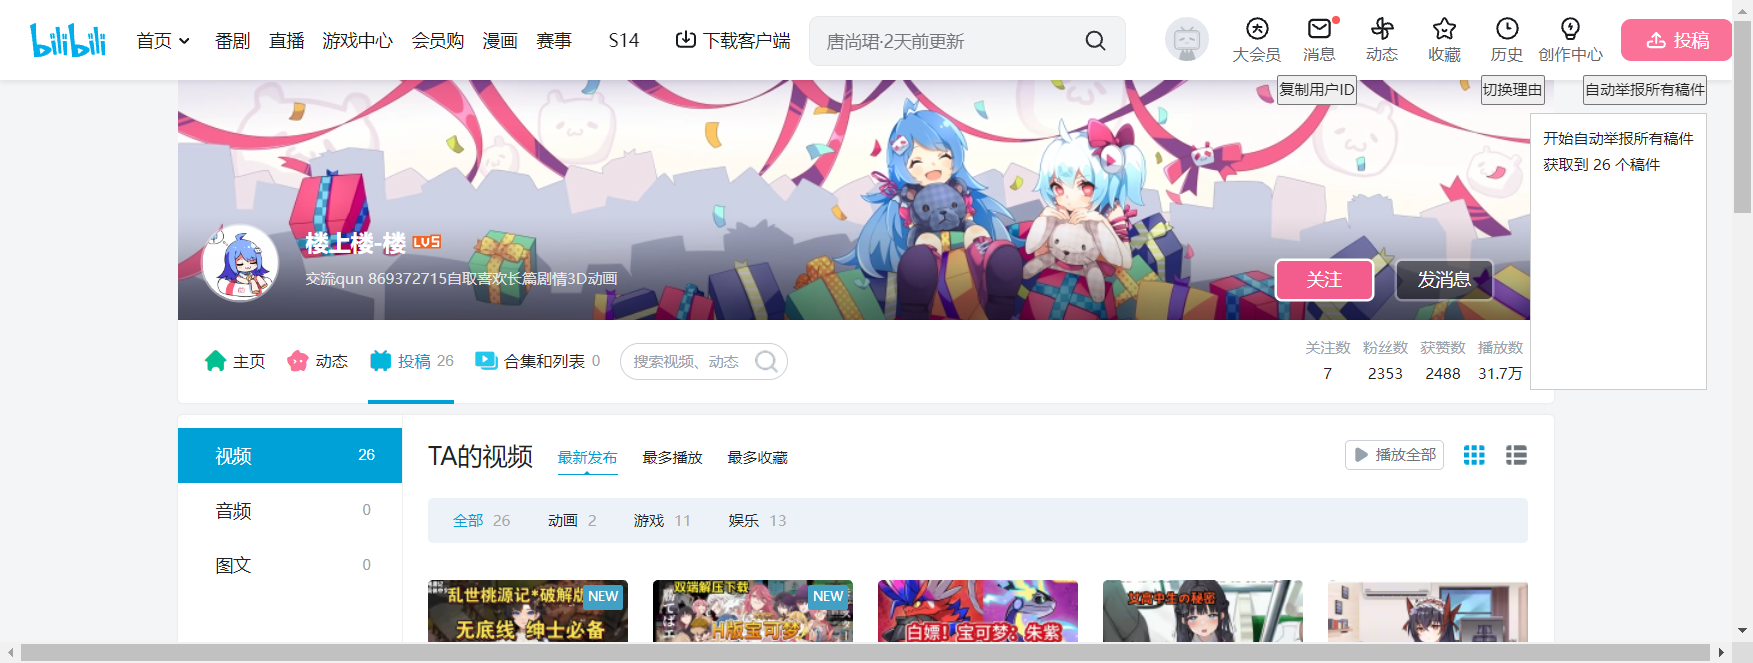 bilibili 首页 番剧 直播 游戏中心 会员购 漫画 赛事 S14 下载客户端 唐尚珺·2天前更新 大会员 消息 动态 收藏 历史 创作中心 投稿
复制用户ID 切换理由 自动举报所有稿件
开始自动举报所有稿件
获取到 26 个稿件
楼上楼-楼 LV5
交流qun 869372715自取喜欢长篇剧情3D动画
关注 发消息
主页 动态 投稿 26 合集和列表 0 搜索视频、动态
关注数 粉丝数 获赞数 播放数
7 2353 2488 31.7万
视频 26
音频 0
图文 0
TA的视频 最新发布 最多播放 最多收藏 播放全部
全部 26 动画 2 游戏 11 娱乐 13
乱世桃源记*破解版 NEW
无底线 绅士必备
双端解压下载 NEW
H版宝可梦
白嫖！宝可梦：朱紫
女高中生の秘密